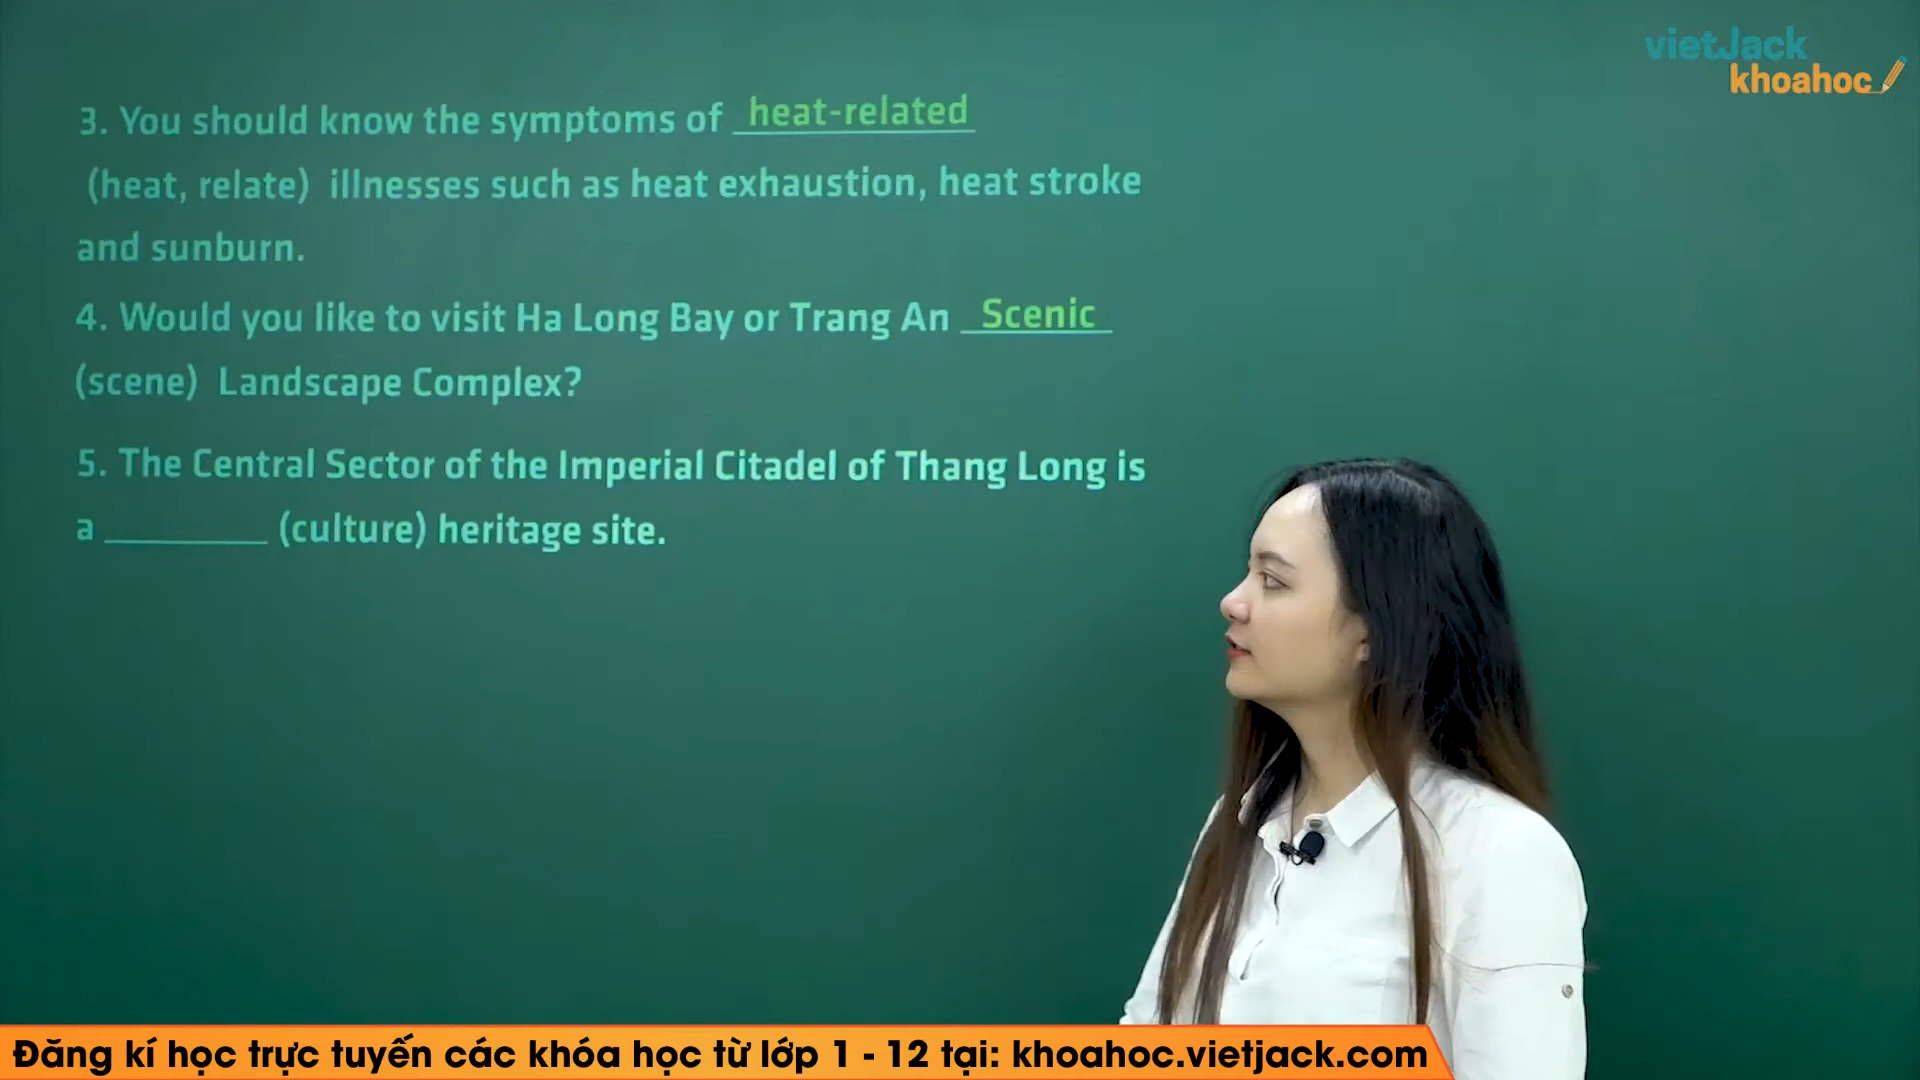 vietJack
khoahoc
3. You should know the symptoms of heat-related
(heat, relate) illnesses such as heat exhaustion, heat stroke
and sunburn.
4. Would you like to visit Ha Long Bay or Trang An Scenic
(scene) Landscape Complex?
5. The Central Sector of the Imperial Citadel of Thang Long is
a ________ (culture) heritage site.
Đăng kí học trực tuyến các khóa học từ lớp 1 - 12 tại: khoahoc.vietjack.com